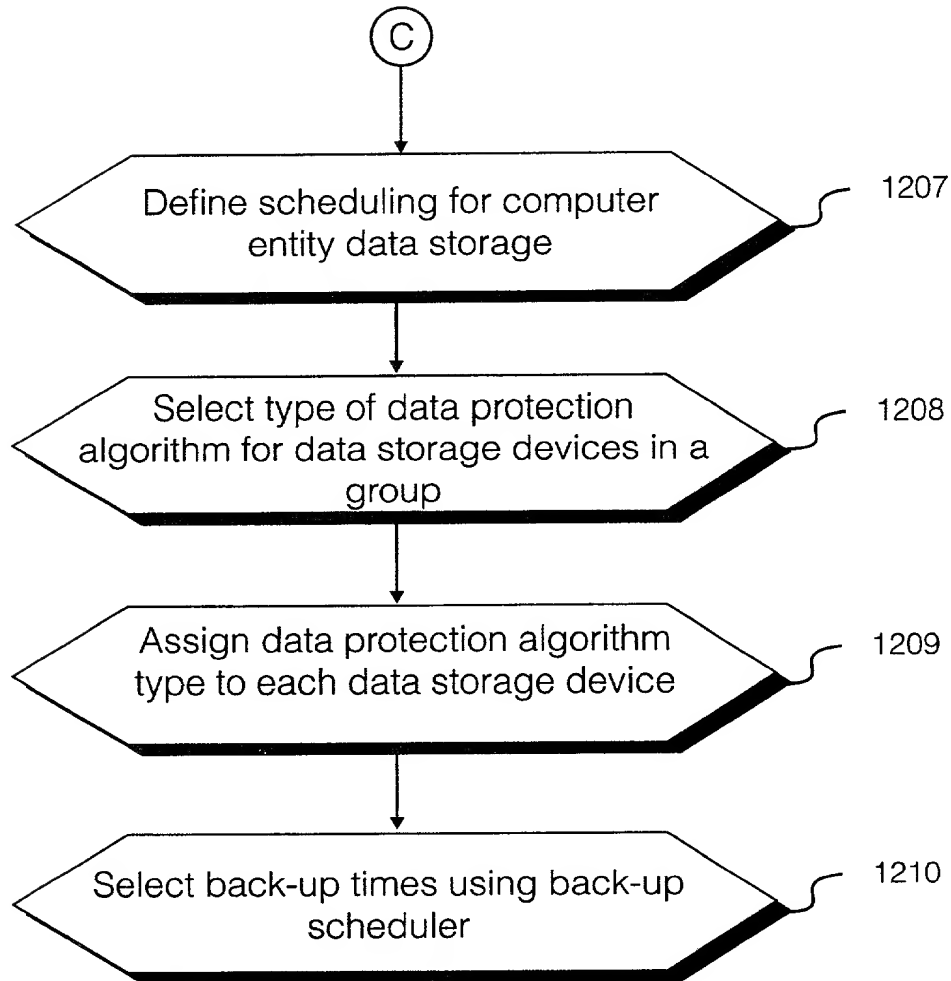 C
Define scheduling for computer
entity data storage
1207
Select type of data protection
algorithm for data storage devices in a
group
1208
Assign data protection algorithm
type to each data storage device
1209
Select back-up times using back-up
scheduler
1210